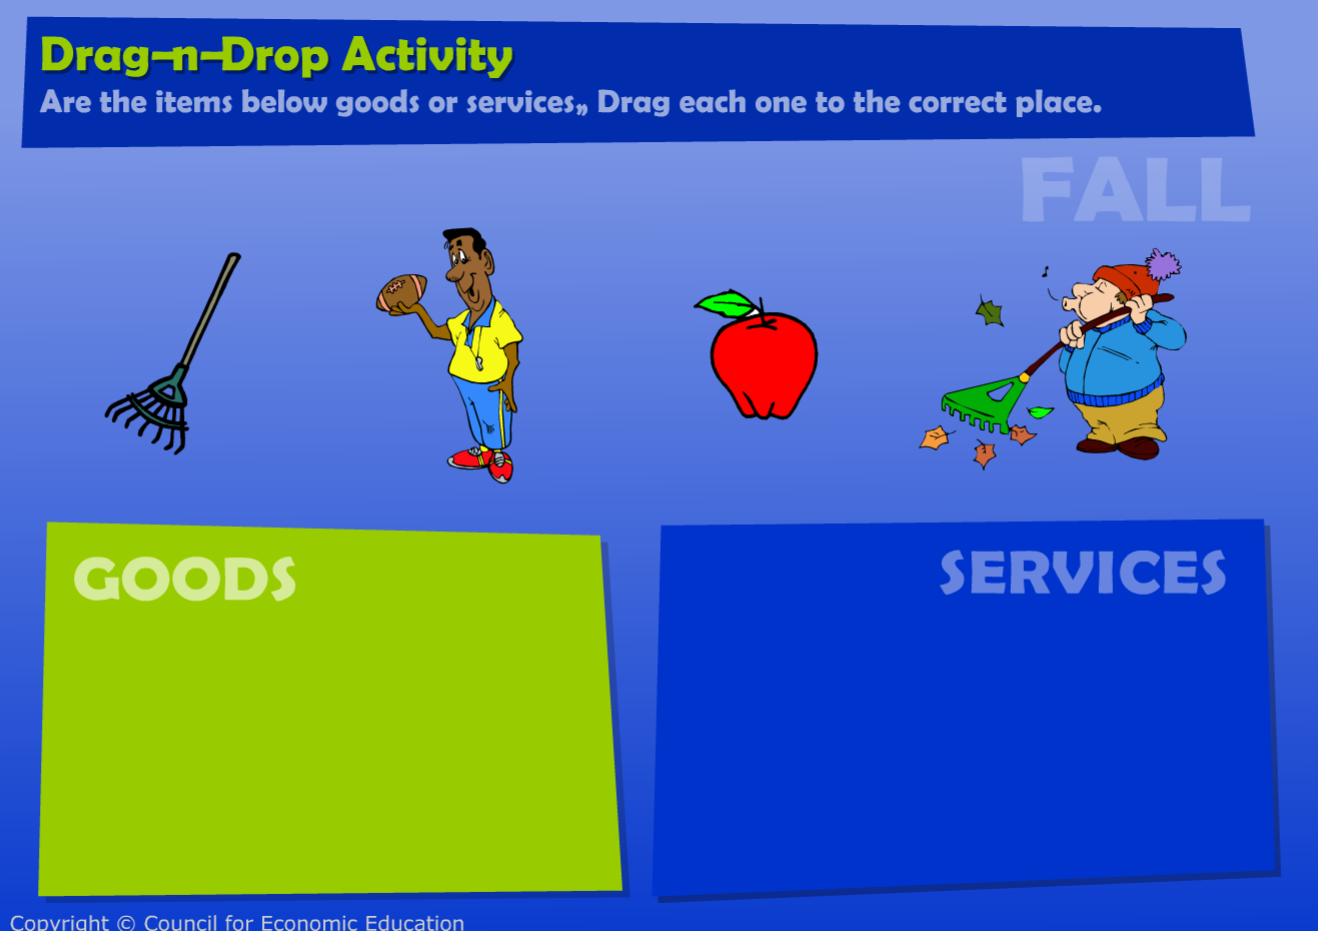 Drag-n-Drop Activity
Are the items below goods or services,, Drag each one to the correct place.
FALL
GOODS
SERVICES
Copyright © Council for Economic Education